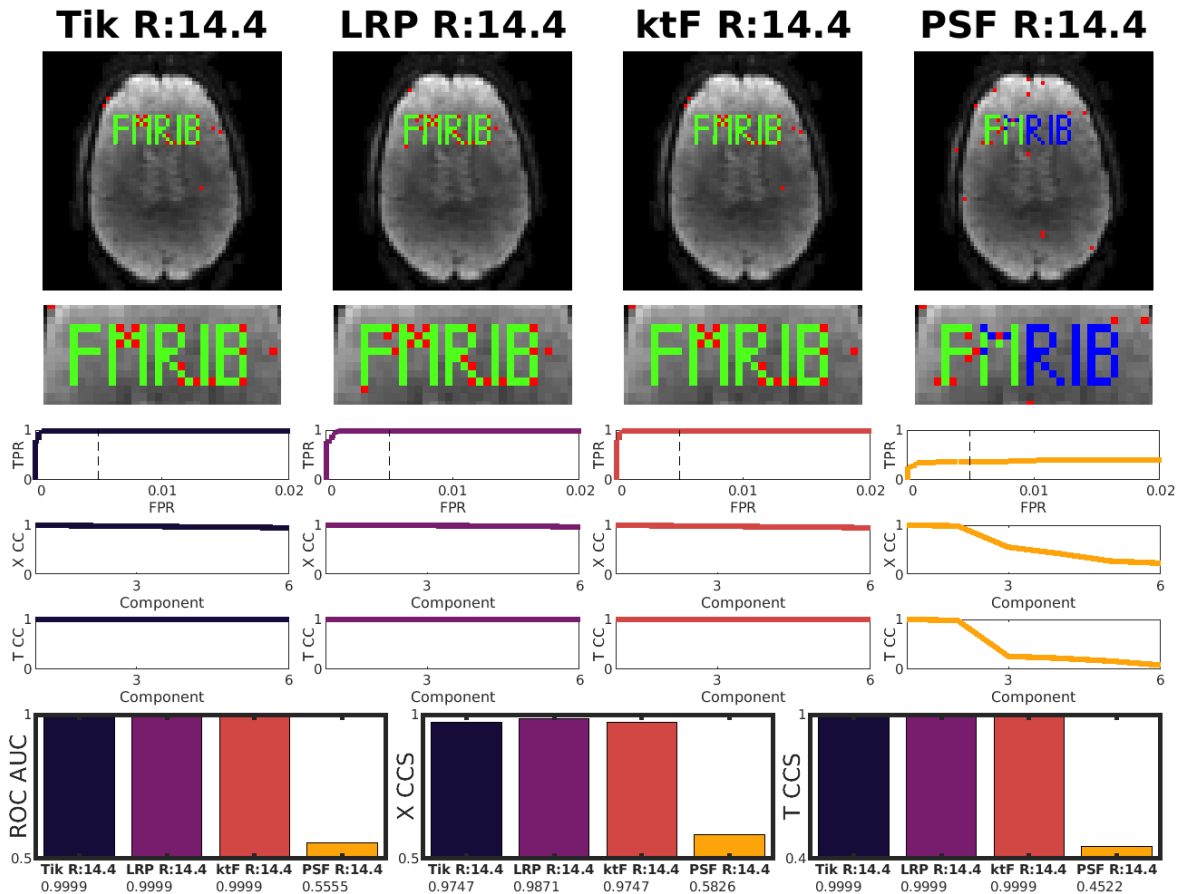 Tik R:14.4 LRP R:14.4 ktF R:14.4 PSF R:14.4
FMRIB FMRIB FMRIB FMRIB
FMRIB FMRIB FMRIB FMRIB
TPR 1 0 0 0.01 0.02 FPR
TPR 1 0 0 0.01 0.02 FPR
TPR 1 0 0 0.01 0.02 FPR
TPR 1 0 0 0.01 0.02 FPR
X CC 1 0 3 6 Component
X CC 1 0 3 6 Component
X CC 1 0 3 6 Component
X CC 1 0 3 6 Component
T CC 1 0 3 6 Component
T CC 1 0 3 6 Component
T CC 1 0 3 6 Component
T CC 1 0 3 6 Component
ROC AUC 1 0.5
Tik R:14.4 LRP R:14.4 ktF R:14.4 PSF R:14.4
0.9999 0.9999 0.9999 0.5555
X CCS 1 0.5
Tik R:14.4 LRP R:14.4 ktF R:14.4 PSF R:14.4
0.9747 0.9871 0.9747 0.5826
T CCS 1 0.4
Tik R:14.4 LRP R:14.4 ktF R:14.4 PSF R:14.4
0.9999 0.9999 0.9999 0.4522